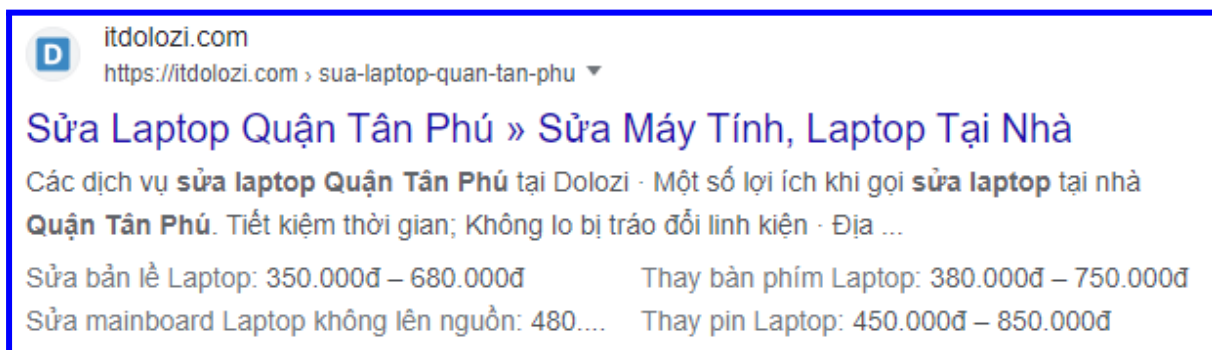 D
itdolozi.com
https://itdolozi.com › sua-laptop-quan-tan-phu
Sửa Laptop Quận Tân Phú » Sửa Máy Tính, Laptop Tại Nhà
Các dịch vụ sửa laptop Quận Tân Phú tại Dolozi · Một số lợi ích khi gọi sửa laptop tại nhà
Quận Tân Phú. Tiết kiệm thời gian; Không lo bị tráo đổi linh kiện · Địa ...
Sửa bản lề Laptop: 350.000đ – 680.000đ
Thay bàn phím Laptop: 380.000đ – 750.000đ
Sửa mainboard Laptop không lên nguồn: 480....
Thay pin Laptop: 450.000đ – 850.000đ